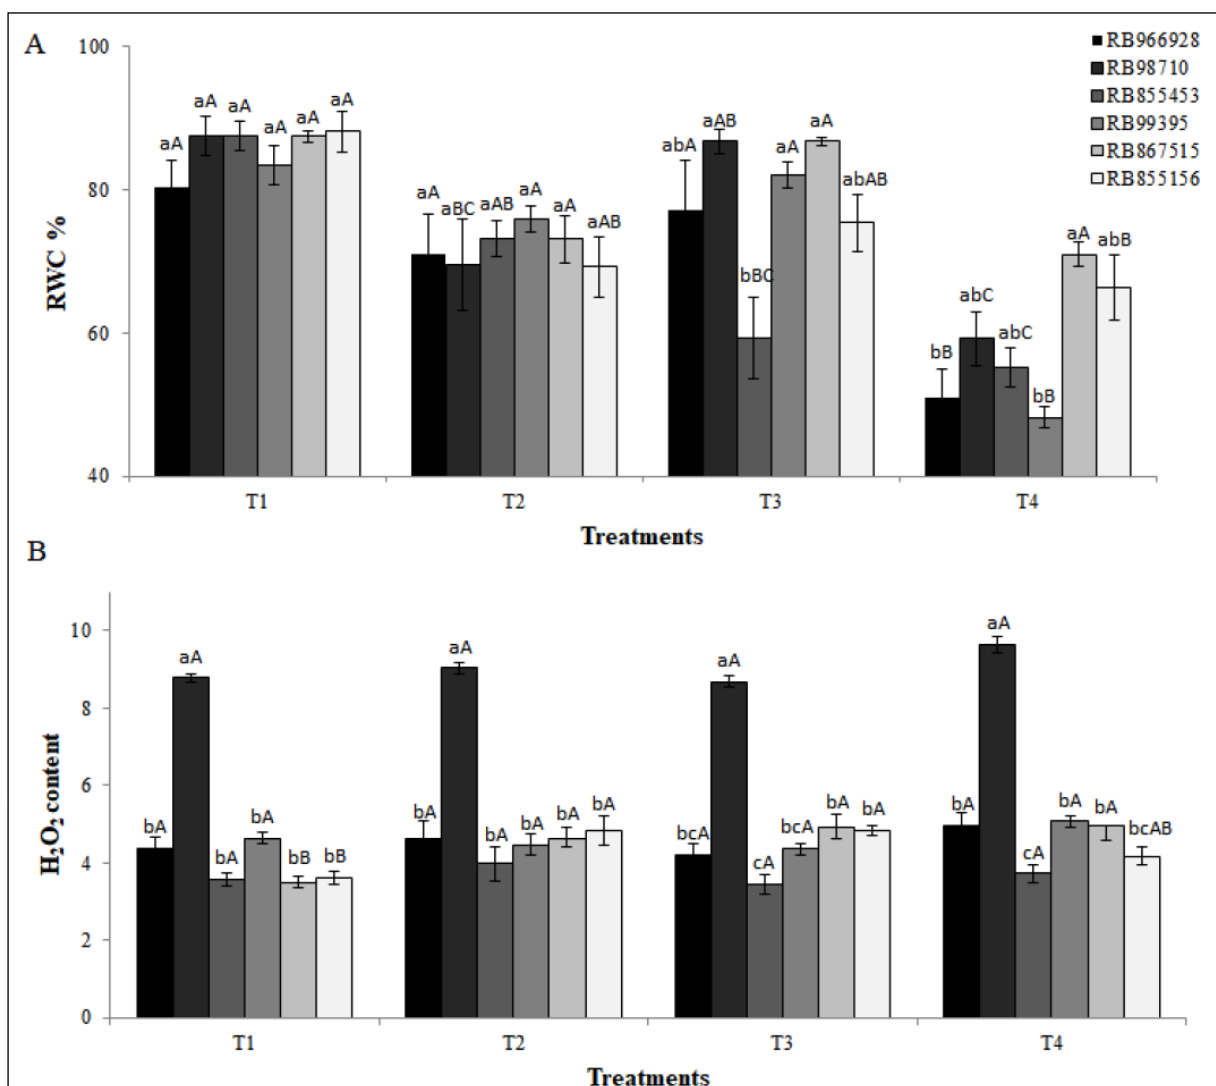 A
100
80
60
40
RWC %
RB966928
RB98710
RB855453
RB99395
RB867515
RB855156
aA aA aA aA aA aA
aA aBC aAB aA aA aAB
abA aAB bBC aA aA abAB
bB abC abC bB aA abB
T1 T2 T3 T4
Treatments
B
10
8
6
4
2
0
H₂O₂ content
bA aA bA bA bB bB
bA aA bA bA bA bA
bcA aA cA bcA bA bA
bA aA cA bA bA bcAB
T1 T2 T3 T4
Treatments